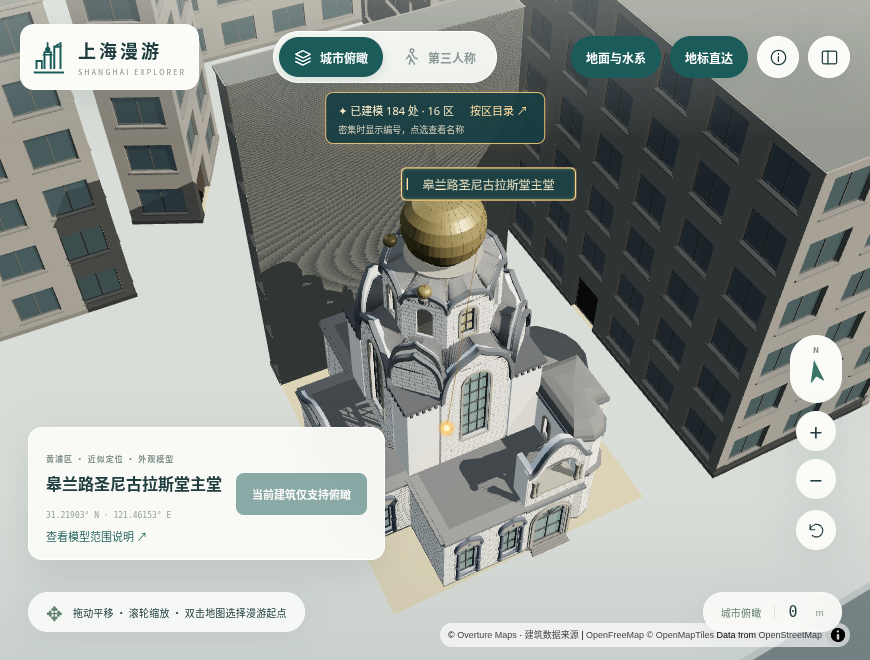 上海漫游
SHANGHAI EXPLORER
城市俯瞰
第三人称
地面与水系
地标直达
✦ 已建模 184 处 · 16 区 按区目录 ↗
密集时显示编号，点选查看名称
皋兰路圣尼古拉斯堂主堂
N
黄浦区 · 近似定位 · 外观模型
皋兰路圣尼古拉斯堂主堂
当前建筑仅支持俯瞰
31.21903° N · 121.46153° E
查看模型范围说明 ↗
拖动平移 · 滚轮缩放 · 双击地图选择漫游起点
城市俯瞰 0 m
© Overture Maps · 建筑数据来源 | OpenFreeMap © OpenMapTiles Data from OpenStreetMap